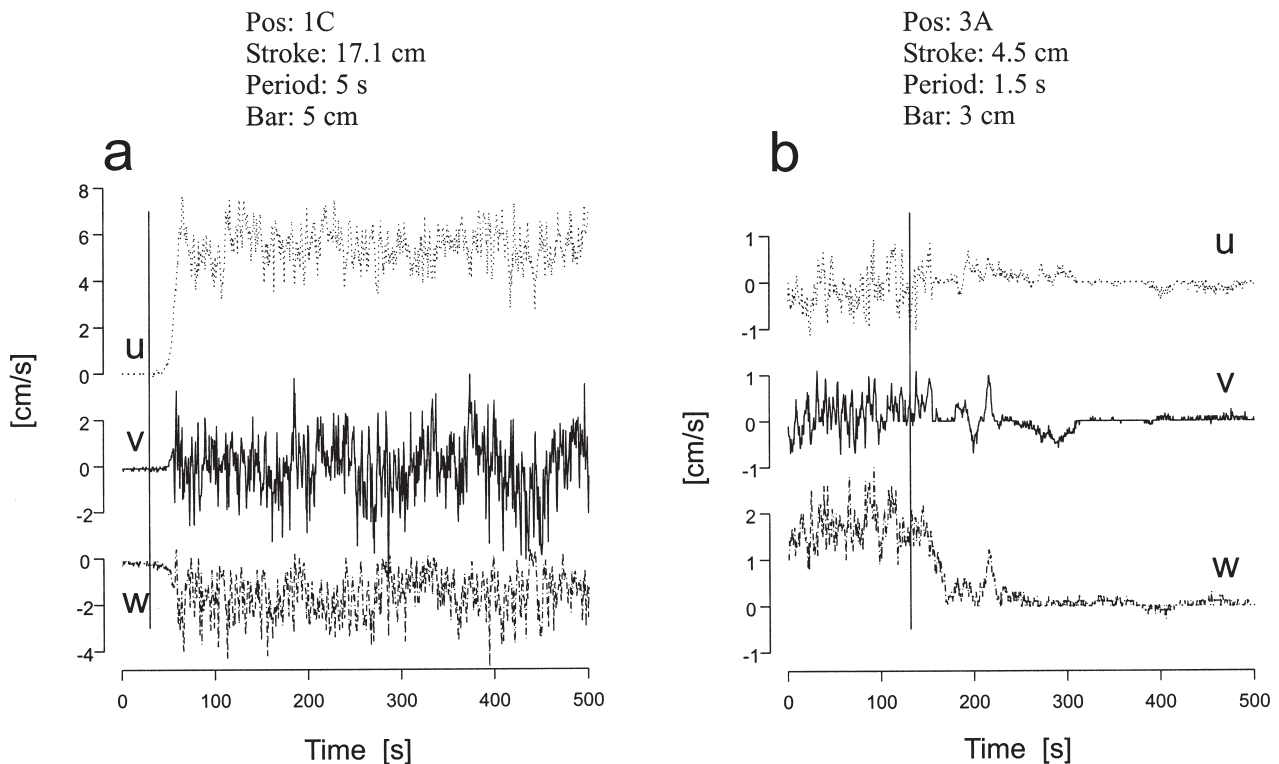 Pos: 1C
Stroke: 17.1 cm
Period: 5 s
Bar: 5 cm
Pos: 3A
Stroke: 4.5 cm
Period: 1.5 s
Bar: 3 cm
a
8
6
4
2
0
u
2
0
-2
v
0
-2
-4
w
[cm/s]
0 100 200 300 400 500
Time [s]
b
1
0
-1
u
1
0
-1
v
2
1
0
w
[cm/s]
0 100 200 300 400 500
Time [s]